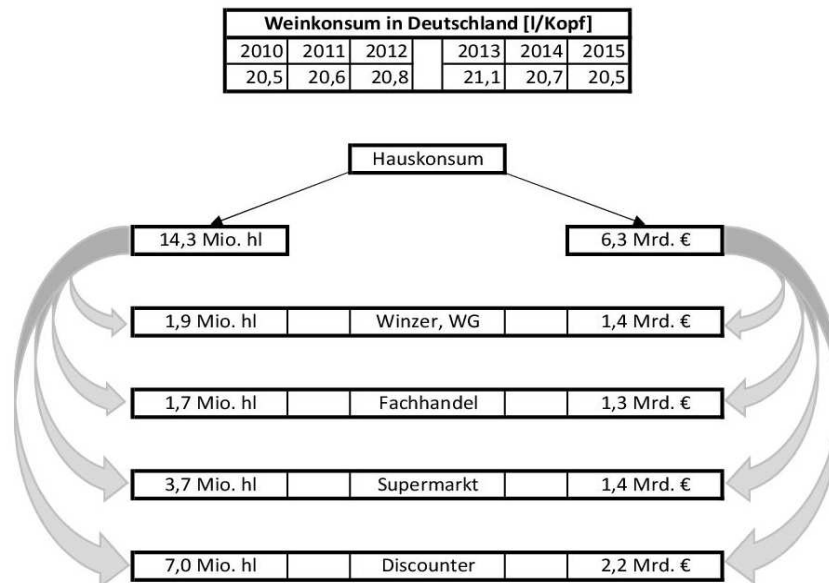 Weinkonsum in Deutschland [l/Kopf]
2010 2011 2012 2013 2014 2015
20,5 20,6 20,8 21,1 20,7 20,5
Hauskonsum
14,3 Mio. hl 6,3 Mrd. €
1,9 Mio. hl Winzer, WG 1,4 Mrd. €
1,7 Mio. hl Fachhandel 1,3 Mrd. €
3,7 Mio. hl Supermarkt 1,4 Mrd. €
7,0 Mio. hl Discounter 2,2 Mrd. €